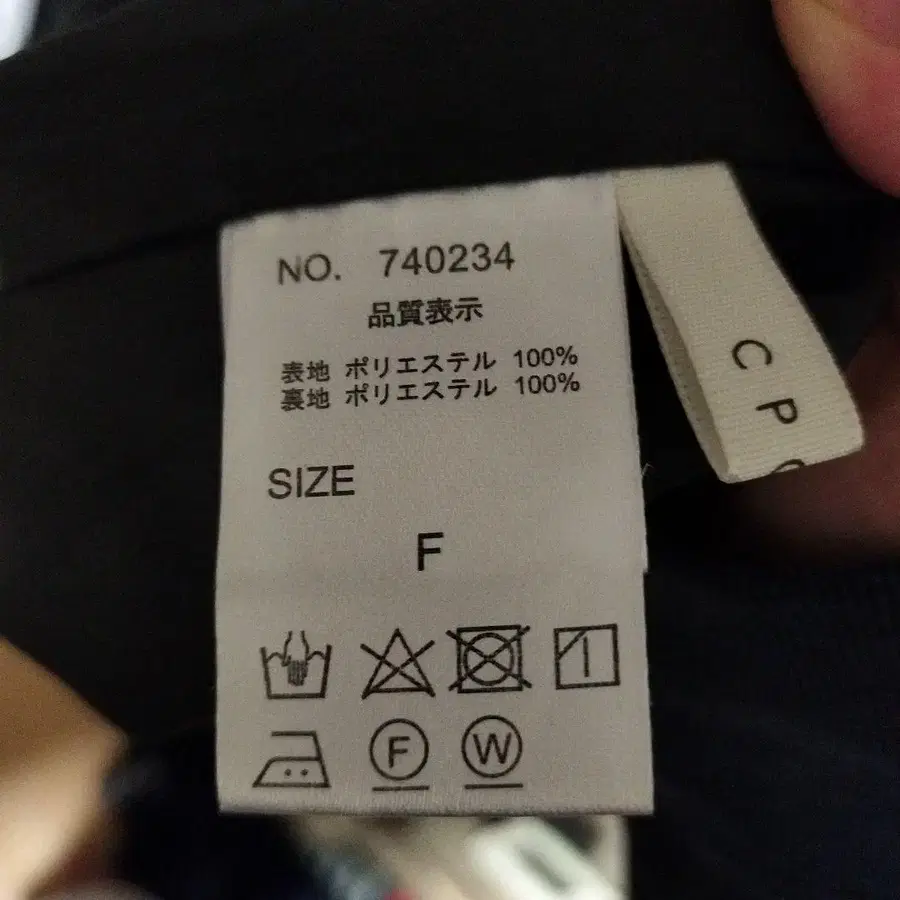 NO. 740234
品質表示
表地 ポリエステル 100%
裏地 ポリエステル 100%
SIZE
F
F W
C P